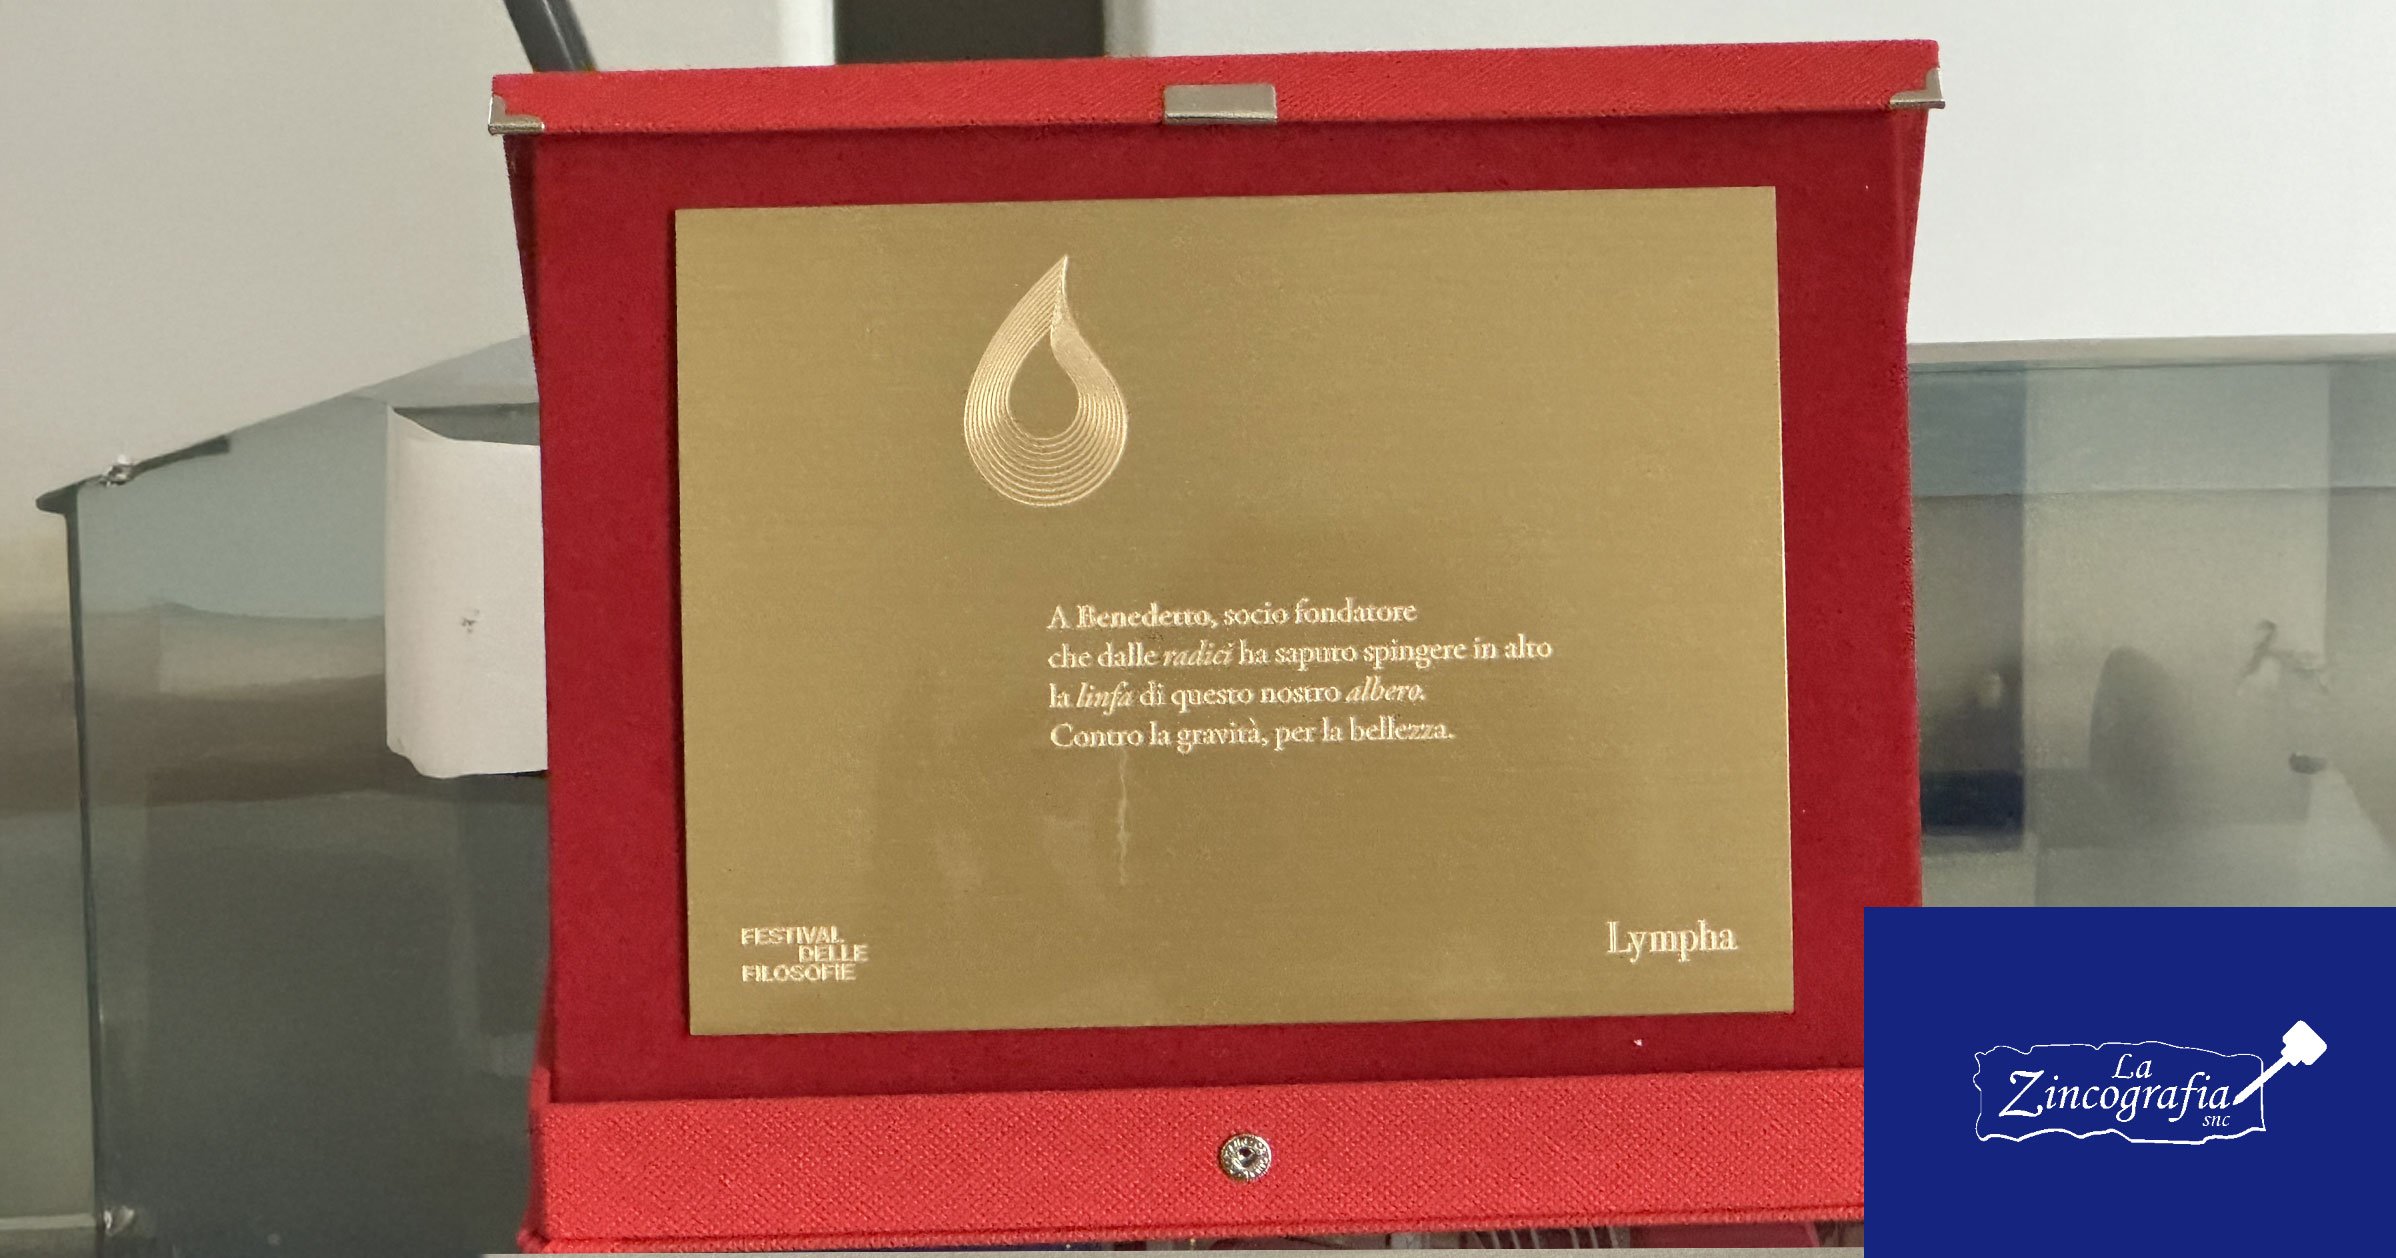 A Benedetto, socio fondatore
che dalle radici ha saputo spingere in alto
la linfa di questo nostro albero.
Contro la gravità, per la bellezza.
FESTIVAL
DELLE
FILOSOFIE
Lympha
La
Zincografia
snc